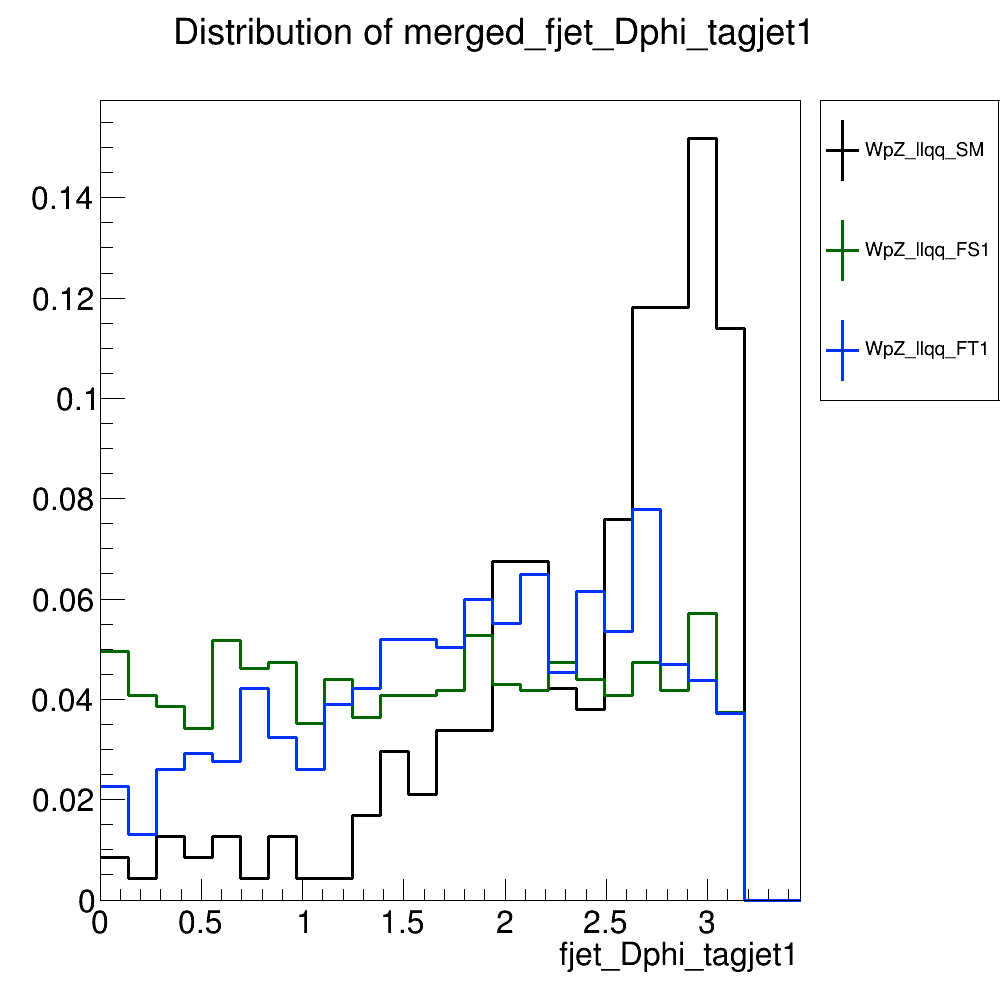 Distribution of merged_fjet_Dphi_tagjet1
WpZ_llqq_SM
WpZ_llqq_FS1
WpZ_llqq_FT1
0.14
0.12
0.1
0.08
0.06
0.04
0.02
0
0 0.5 1 1.5 2 2.5 3
fjet_Dphi_tagjet1